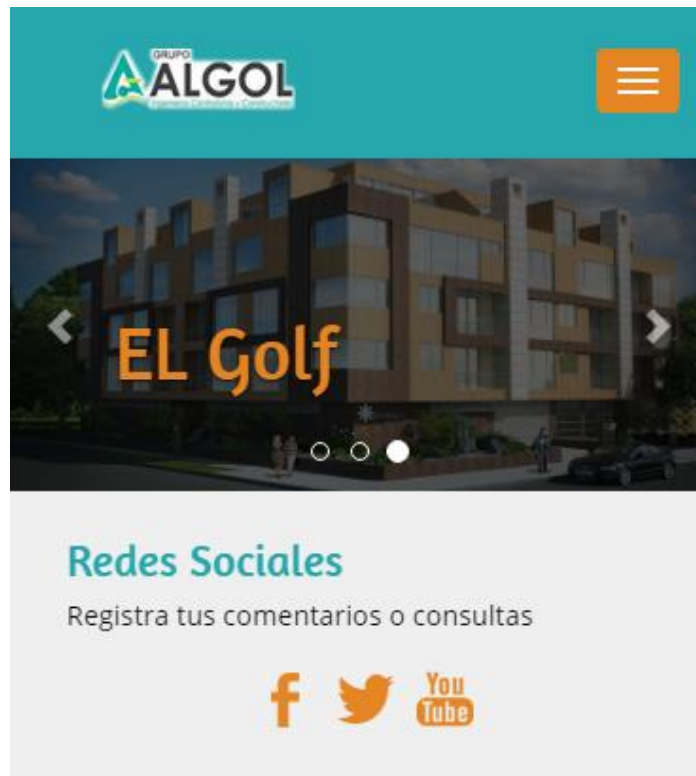 GRUPO
ALGOL
EL Golf
Redes Sociales
Registra tus comentarios o consultas
You
Tube